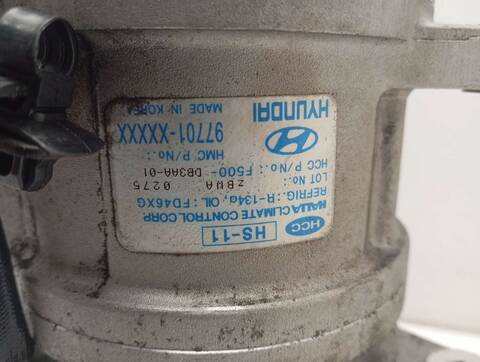 HCC HS-11
HALLA CLIMATE CONTROL CORP.
REFRIG.: R-134a, OIL : FD46XG
LOT No.: ZBWA 0275
HCC P/No.: F500- DB3AA-01
HMC P/No.:
97701-XXXXX
HYUNDAI
MADE IN KOREA